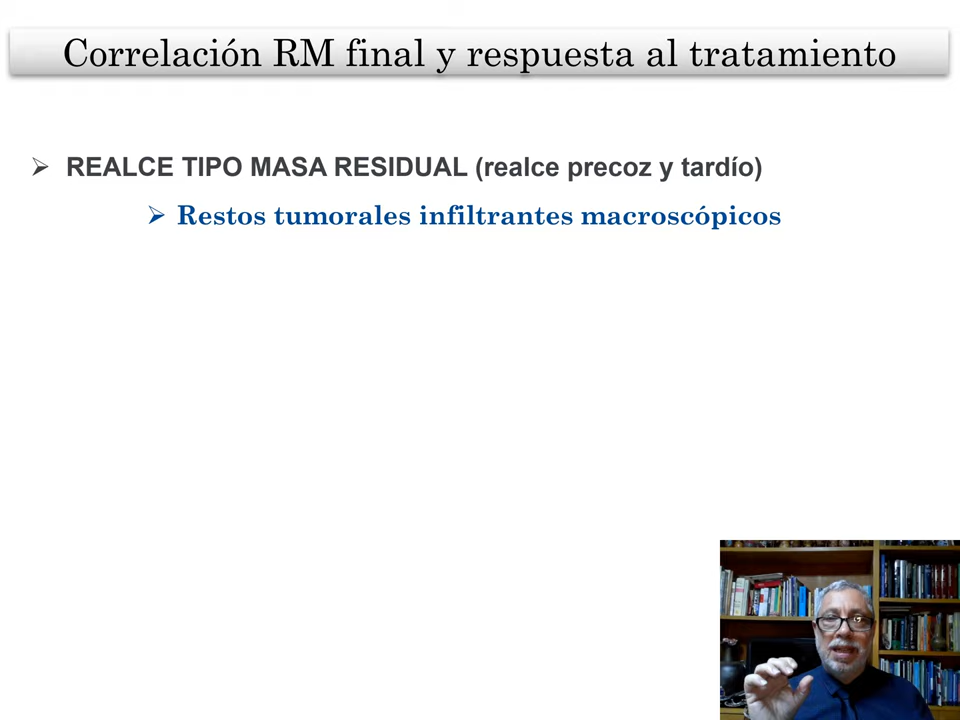 Correlación RM final y respuesta al tratamiento
REALCE TIPO MASA RESIDUAL (realce precoz y tardío)
Restos tumorales infiltrantes macroscópicos